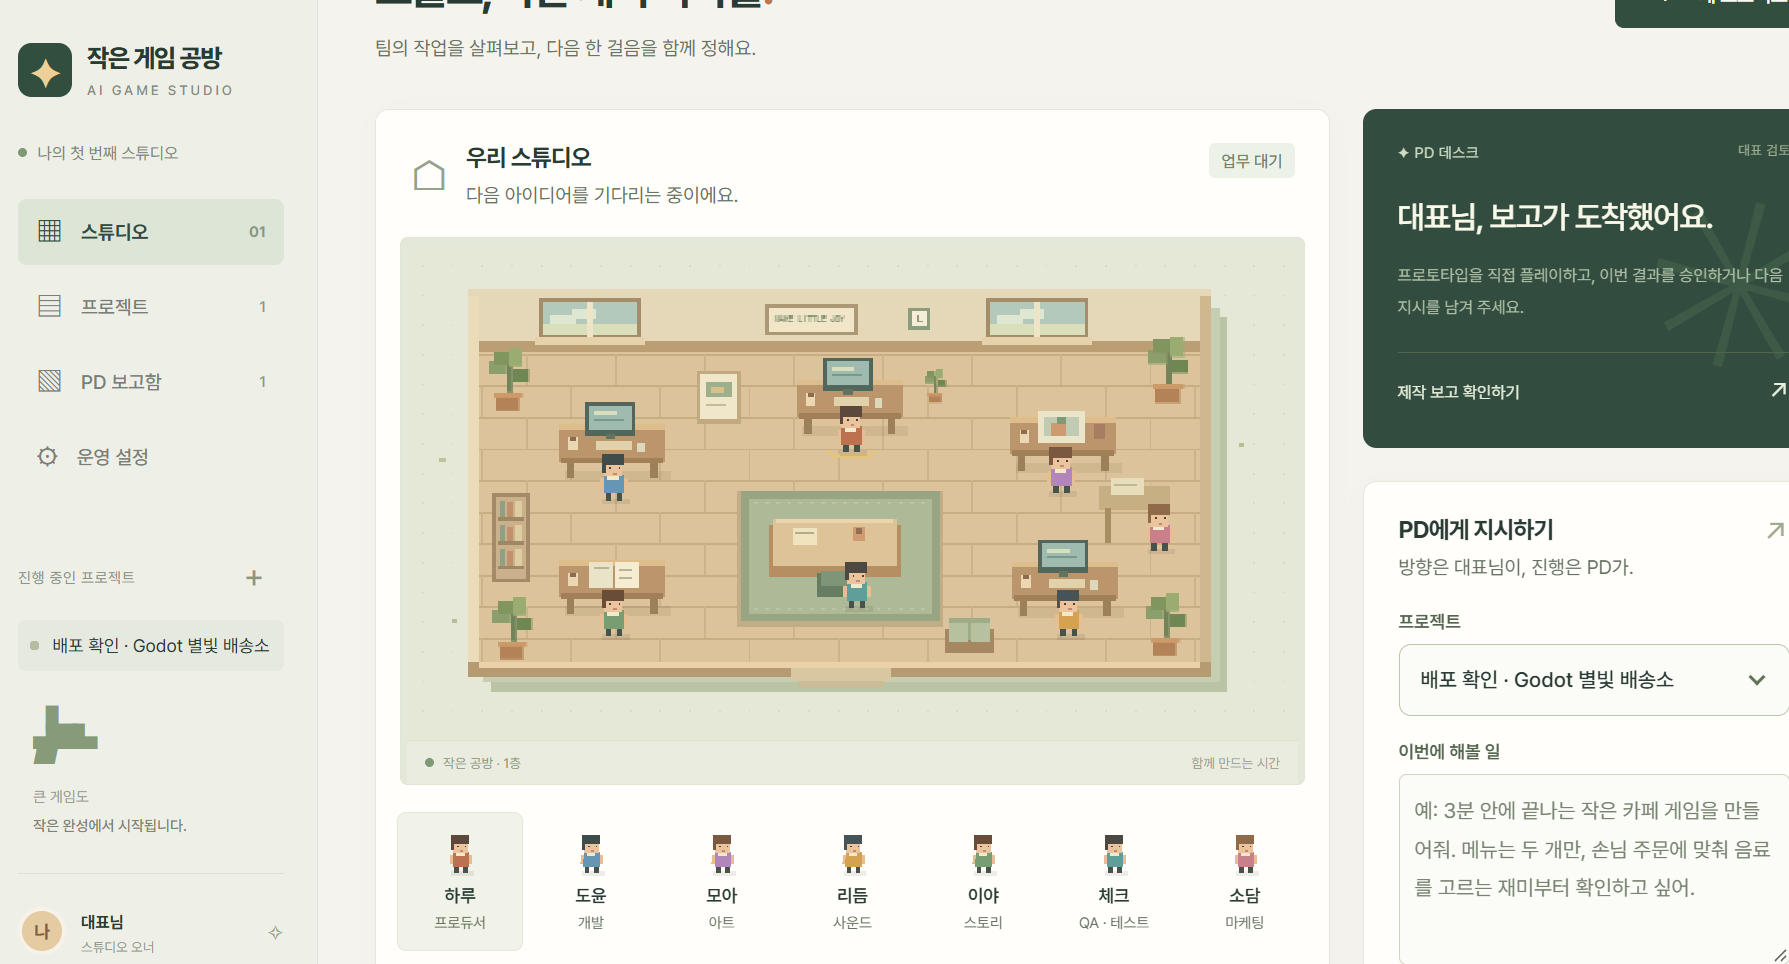 작은 게임 공방
AI GAME STUDIO
나의 첫 번째 스튜디오
스튜디오 01
프로젝트 1
PD 보고함 1
운영 설정
진행 중인 프로젝트 +
배포 확인 · Godot 별빛 배송소
큰 게임도
작은 완성에서 시작됩니다.
나
대표님
스튜디오 오너
팀의 작업을 살펴보고, 다음 한 걸음을 함께 정해요.
우리 스튜디오
다음 아이디어를 기다리는 중이에요.
업무 대기
L
작은 공방 · 1층
함께 만드는 시간
하루
프로듀서
도윤
개발
모아
아트
리듬
사운드
이야
스토리
체크
QA · 테스트
소담
마케팅
PD 데스크
대표 검토
대표님, 보고가 도착했어요.
프로토타입을 직접 플레이하고, 이번 결과를 승인하거나 다음
지시를 남겨 주세요.
제작 보고 확인하기
PD에게 지시하기
방향은 대표님이, 진행은 PD가.
프로젝트
배포 확인 · Godot 별빛 배송소
이번에 해볼 일
예: 3분 안에 끝나는 작은 카페 게임을 만들
어줘. 메뉴는 두 개만, 손님 주문에 맞춰 음료
를 고르는 재미부터 확인하고 싶어.